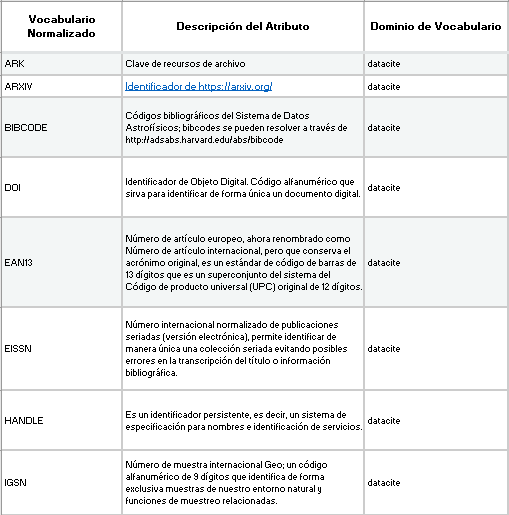 Vocabulario
Normalizado
Descripción del Atributo
Dominio de Vocabulario
ARK
Clave de recursos de archivo
datacite
ARXIV
Identificador de https://arxiv.org/
datacite
BIBCODE
Códigos bibliográficos del Sistema de Datos
Astrofísicos; bibcodes se pueden resolver a través de
http://adsabs.harvard.edu/abs/bibcode
datacite
DOI
Identificador de Objeto Digital. Código alfanumérico que
sirva para identificar de forma única un documento digital.
datacite
EAN13
Número de artículo europeo, ahora renombrado como
Número de artículo internacional, pero que conserva el
acrónimo original, es un estándar de código de barras de
13 dígitos que es un superconjunto del sistema del
Código de producto universal (UPC) original de 12 dígitos.
datacite
EISSN
Número internacional normalizado de publicaciones
seriadas (versión electrónica), permite identificar de
manera única una colección seriada evitando posibles
errores en la transcripción del título o información
bibliográfica.
datacite
HANDLE
Es un identificador persistente, es decir, un sistema de
especificación para nombres e identificación de servicios.
datacite
IGSN
Número de muestra internacional Geo; un código
alfanumérico de 9 dígitos que identifica de forma
exclusiva muestras de nuestro entorno natural y
funciones de muestreo relacionadas.
datacite